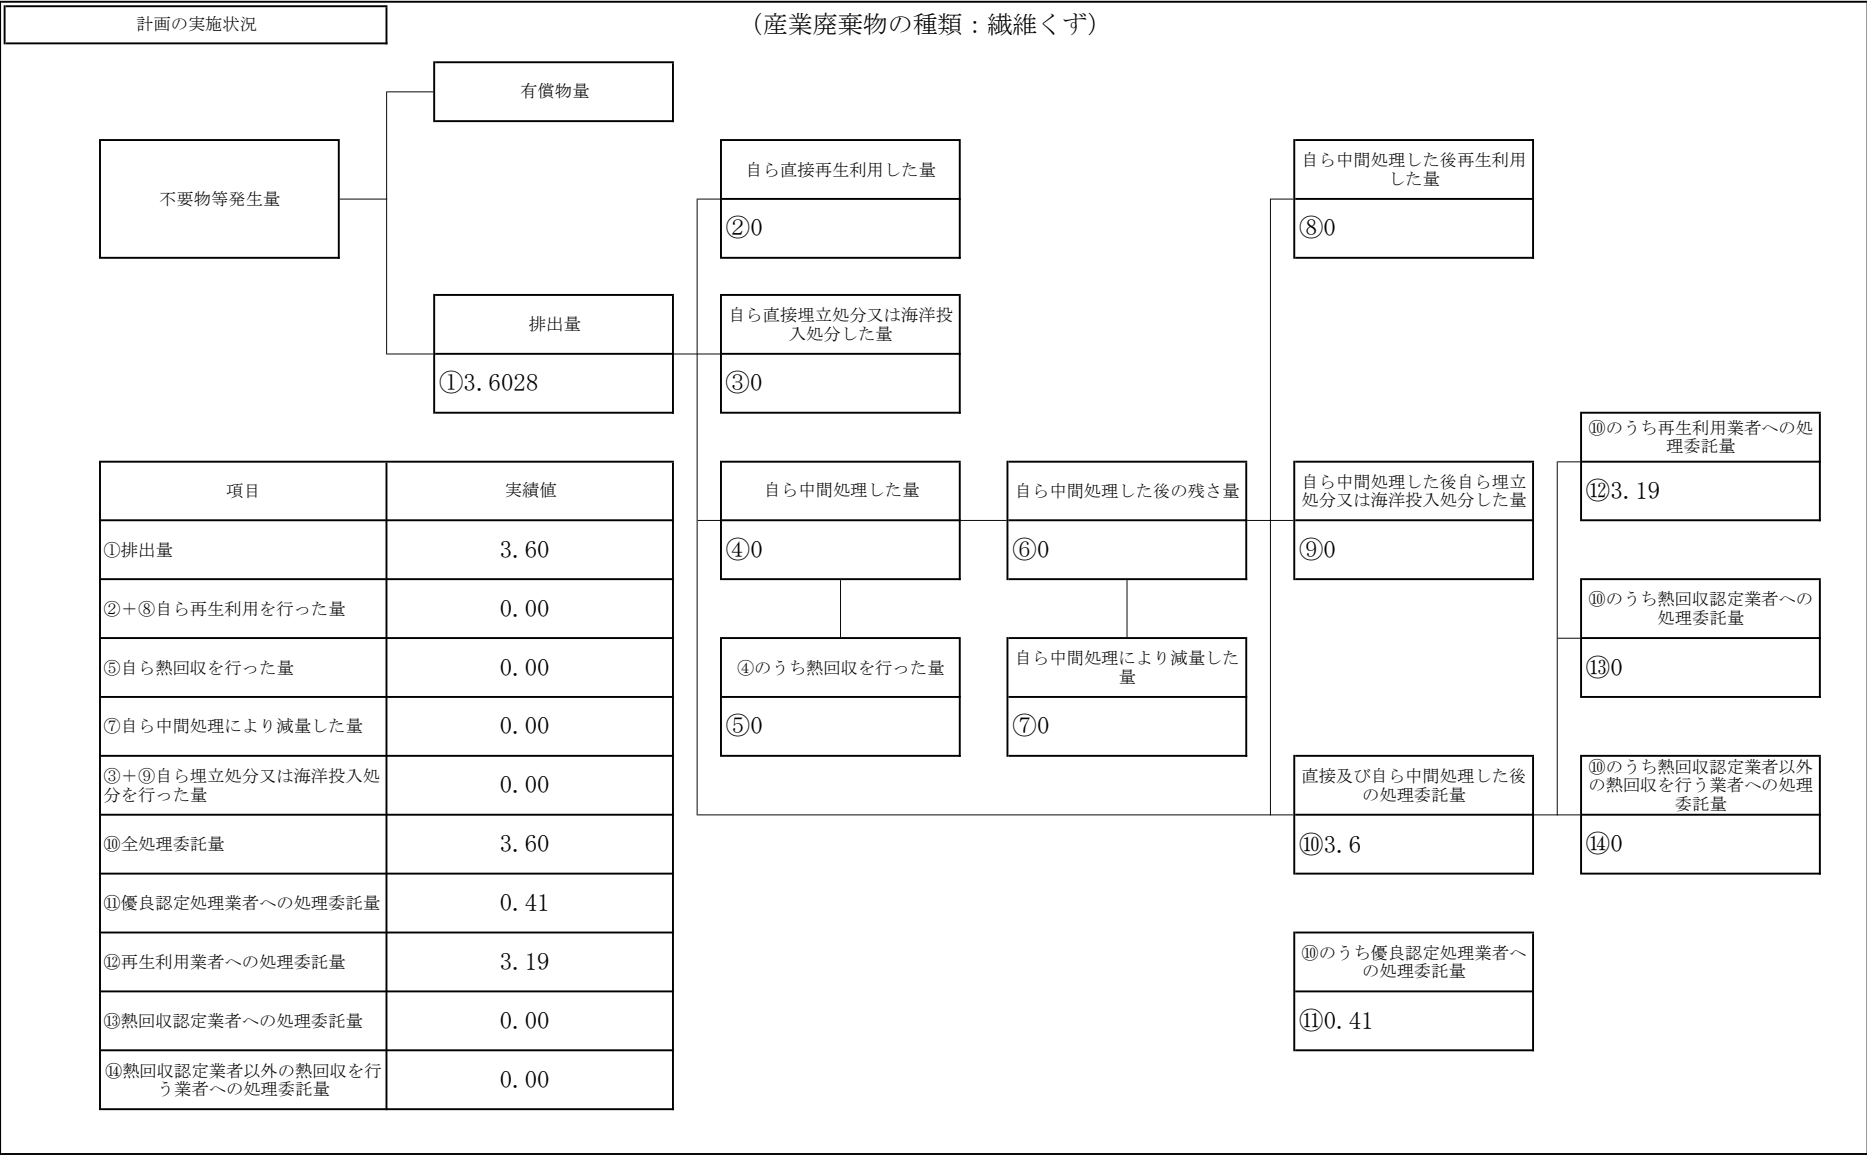 計画の実施状況
（産業廃棄物の種類：繊維くず）
有償物量
不要物等発生量
自ら直接再生利用した量
②0
自ら中間処理した後再生利用
した量
⑧0
排出量
①3.6028
自ら直接埋立処分又は海洋投
入処分した量
③0
⑩のうち再生利用業者への処
理委託量
⑫3.19
自ら中間処理した量
④0
自ら中間処理した後の残さ量
⑥0
自ら中間処理した後自ら埋立
処分又は海洋投入処分した量
⑨0
⑩のうち熱回収認定業者への
処理委託量
⑬0
④のうち熱回収を行った量
⑤0
自ら中間処理により減量した
量
⑦0
直接及び自ら中間処理した後
の処理委託量
⑩3.6
⑩のうち熱回収認定業者以外
の熱回収を行う業者への処理
委託量
⑭0
⑩のうち優良認定処理業者へ
の処理委託量
⑪0.41
項目 実績値
①排出量 3.60
②＋⑧自ら再生利用を行った量 0.00
⑤自ら熱回収を行った量 0.00
⑦自ら中間処理により減量した量 0.00
③＋⑨自ら埋立処分又は海洋投入処
分を行った量 0.00
⑩全処理委託量 3.60
⑪優良認定処理業者への処理委託量 0.41
⑫再生利用業者への処理委託量 3.19
⑬熱回収認定業者への処理委託量 0.00
⑭熱回収認定業者以外の熱回収を行
う業者への処理委託量 0.00